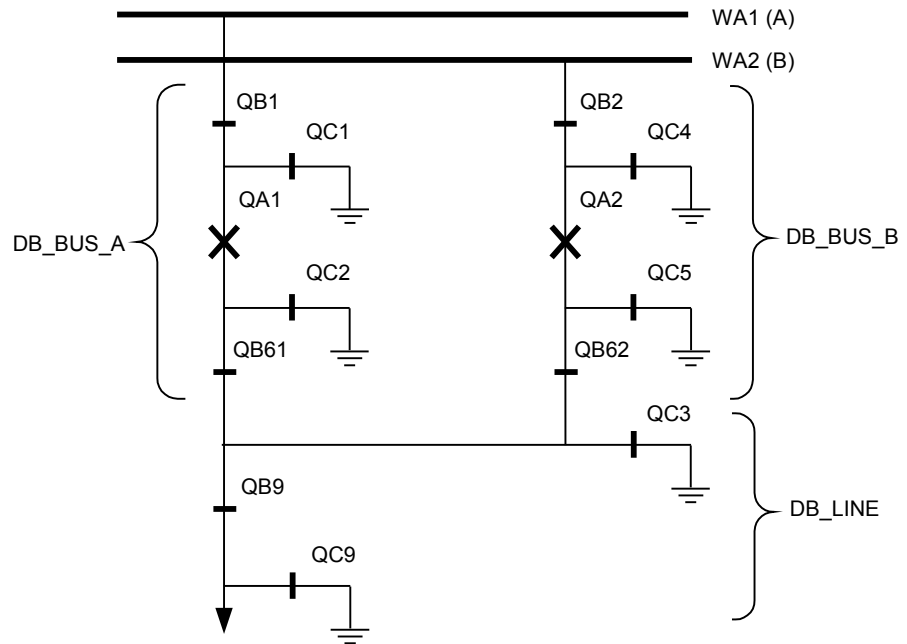 WA1 (A)
WA2 (B)
QB1
QB2
QC1
QC4
QA1
QA2
DB_BUS_A
DB_BUS_B
QC2
QC5
QB61
QB62
QC3
QB9
DB_LINE
QC9